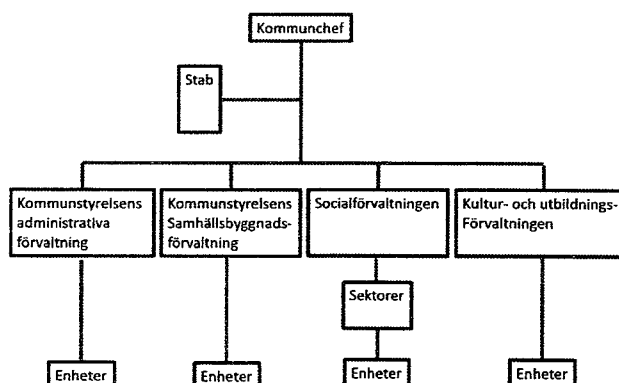 Kommunchef
Stab
Kommunstyrelsens
administrativa
förvaltning
Kommunstyrelsens
Samhällsbyggnads-
förvaltning
Socialförvaltningen
Kultur- och utbildnings-
Förvaltningen
Sektorer
Enheter
Enheter
Enheter
Enheter